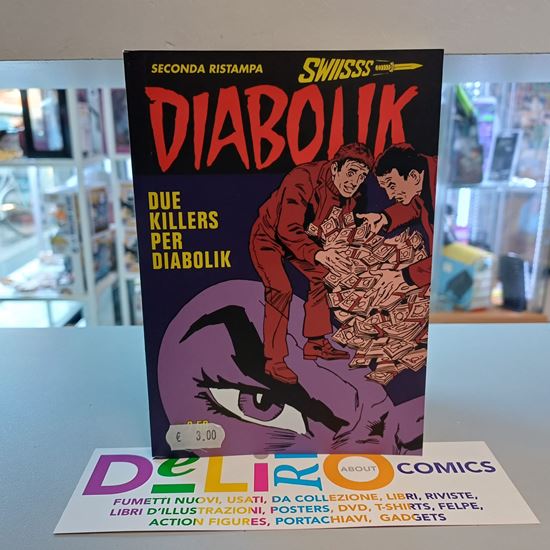 SECONDA RISTAMPA
SWIISSS
DIABOLIK
DUE
KILLERS
PER
DIABOLIK
€ 3.00
DeLiRiO ABOUT COMICS
FUMETTI NUOVI, USATI, DA COLLEZIONE, LIBRI, RIVISTE,
LIBRI D'ILLUSTRAZIONI, POSTERS, DVD, T-SHIRTS, FELPE,
ACTION FIGURES, PORTACHIAVI, GADGETS